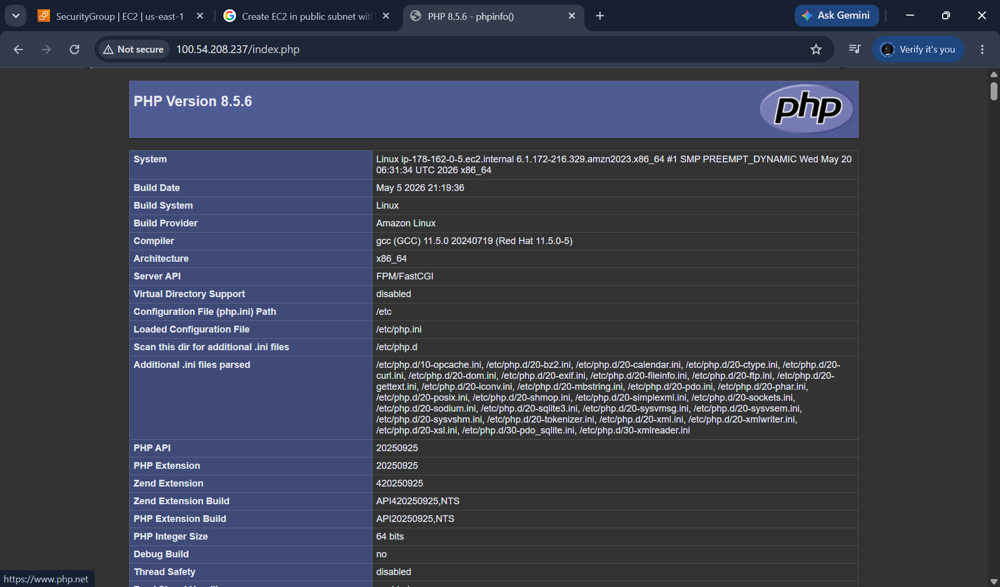 SecurityGroup | EC2 | us-east-1
Create EC2 in public subnet wit
PHP 8.5.6 - phpinfo()
Ask Gemini
Not secure
100.54.208.237/index.php
Verify it's you
PHP Version 8.5.6
php
System
Linux ip-178-162-0-5.ec2.internal 6.1.172-216.329.amzn2023.x86_64 #1 SMP PREEMPT_DYNAMIC Wed May 20
06:31:34 UTC 2026 x86_64
Build Date
May 5 2026 21:19:36
Build System
Linux
Build Provider
Amazon Linux
Compiler
gcc (GCC) 11.5.0 20240719 (Red Hat 11.5.0-5)
Architecture
x86_64
Server API
FPM/FastCGI
Virtual Directory Support
disabled
Configuration File (php.ini) Path
/etc
Loaded Configuration File
/etc/php.ini
Scan this dir for additional .ini files
/etc/php.d
Additional .ini files parsed
/etc/php.d/10-opcache.ini, /etc/php.d/20-bz2.ini, /etc/php.d/20-calendar.ini, /etc/php.d/20-ctype.ini, /etc/php.d/20-
curl.ini, /etc/php.d/20-dom.ini, /etc/php.d/20-exif.ini, /etc/php.d/20-fileinfo.ini, /etc/php.d/20-ftp.ini, /etc/php.d/20-
gettext.ini, /etc/php.d/20-iconv.ini, /etc/php.d/20-mbstring.ini, /etc/php.d/20-pdo.ini, /etc/php.d/20-phar.ini,
/etc/php.d/20-posix.ini, /etc/php.d/20-shmop.ini, /etc/php.d/20-simplexml.ini, /etc/php.d/20-sockets.ini,
/etc/php.d/20-sodium.ini, /etc/php.d/20-sqlite3.ini, /etc/php.d/20-sysvmsg.ini, /etc/php.d/20-sysvsem.ini,
/etc/php.d/20-sysvshm.ini, /etc/php.d/20-tokenizer.ini, /etc/php.d/20-xml.ini, /etc/php.d/20-xmlwriter.ini,
/etc/php.d/20-xsl.ini, /etc/php.d/30-pdo_sqlite.ini, /etc/php.d/30-xmlreader.ini
PHP API
20250925
PHP Extension
20250925
Zend Extension
420250925
Zend Extension Build
API420250925,NTS
PHP Extension Build
API20250925,NTS
PHP Integer Size
64 bits
Debug Build
no
Thread Safety
disabled
https://www.php.net